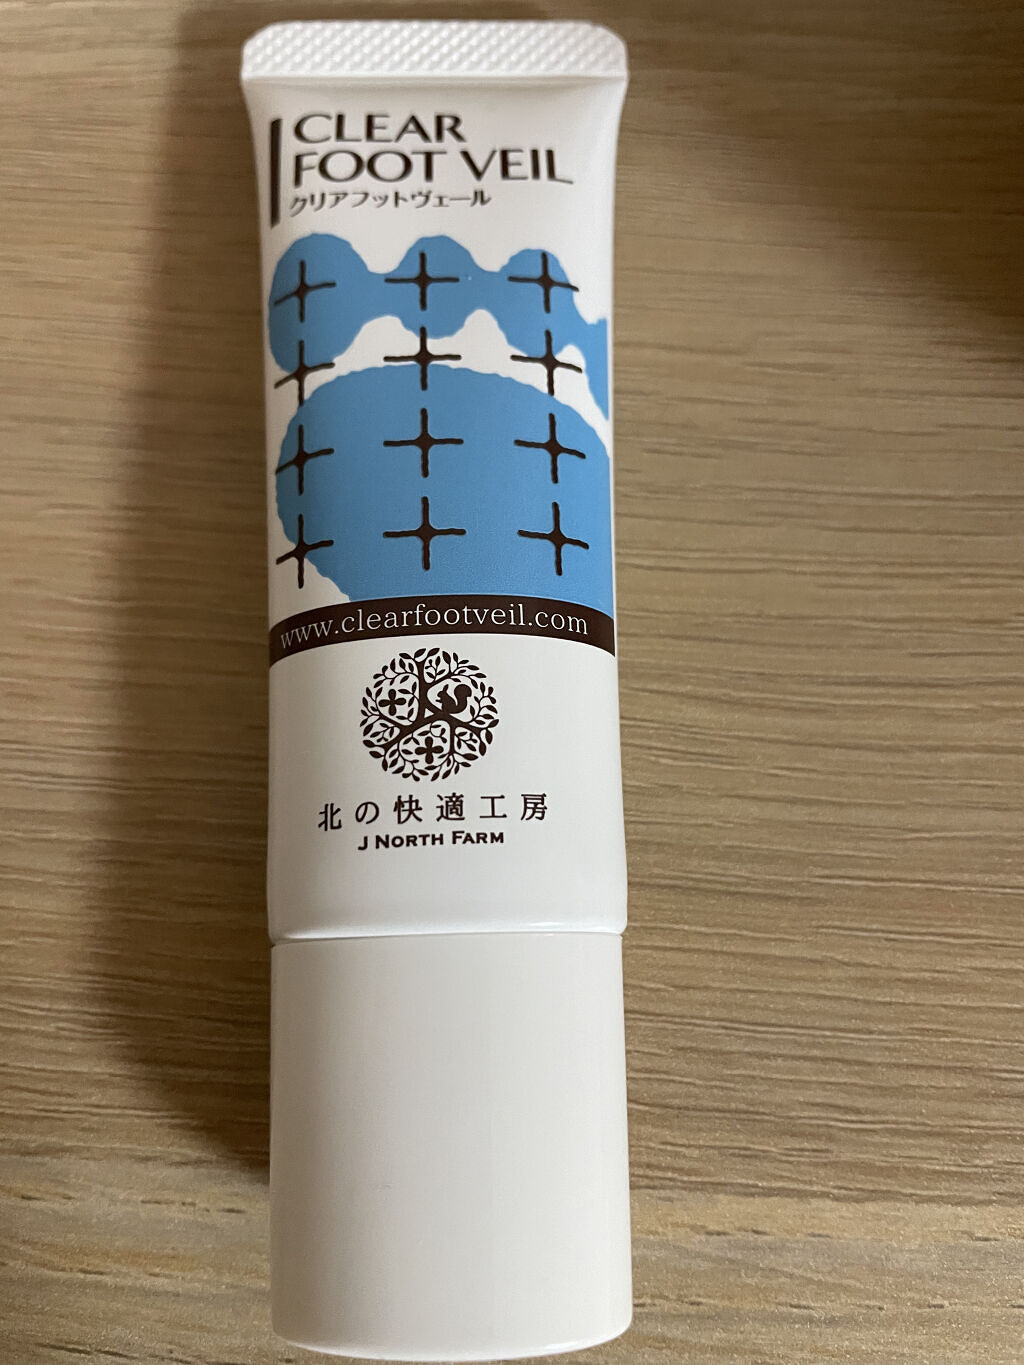 CLEAR
FOOT VEIL
クリアフットヴェール
www.clearfootveil.com
北の快適工房
J NORTH FARM